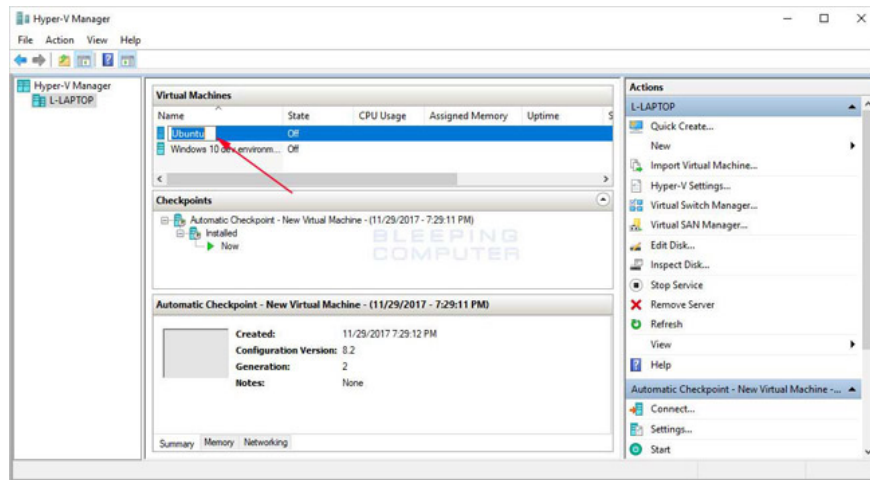 Hyper-V Manager
File Action View Help
Hyper-V Manager
L-LAPTOP
Virtual Machines
Name State CPU Usage Assigned Memory Uptime S
Ubuntu Off
Windows 10 dev environm... Off
Checkpoints
Automatic Checkpoint - New Virtual Machine - (11/29/2017 - 7:29:11 PM)
Installed
Now
BLEEPING
COMPUTER
Automatic Checkpoint - New Virtual Machine - (11/29/2017 - 7:29:11 PM)
Created: 11/29/2017 7:29:12 PM
Configuration Version: 8.2
Generation: 2
Notes: None
Summary Memory Networking
Actions
L-LAPTOP
Quick Create...
New
Import Virtual Machine...
Hyper-V Settings...
Virtual Switch Manager...
Virtual SAN Manager...
Edit Disk...
Inspect Disk...
Stop Service
Remove Server
Refresh
View
Help
Automatic Checkpoint - New Virtual Machine -...
Connect...
Settings...
Start